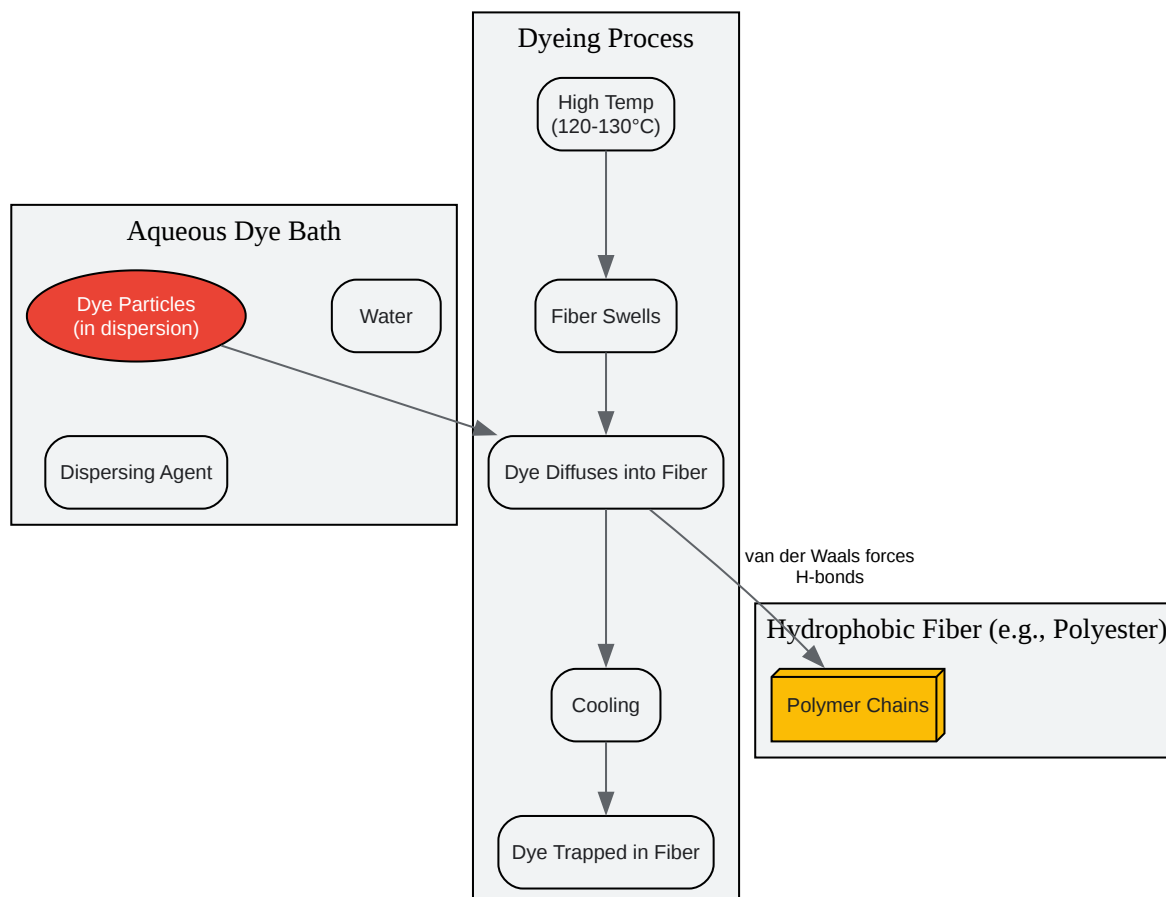 Dyeing Process
High Temp
(120-130°C)
Aqueous Dye Bath
Dye Particles
(in dispersion)
Water
Fiber Swells
Dispersing Agent
Dye Diffuses into Fiber
van der Waals forces
H-bonds
Hydrophobic Fiber (e.g., Polyester)
Cooling
Polymer Chains
Dye Trapped in Fiber